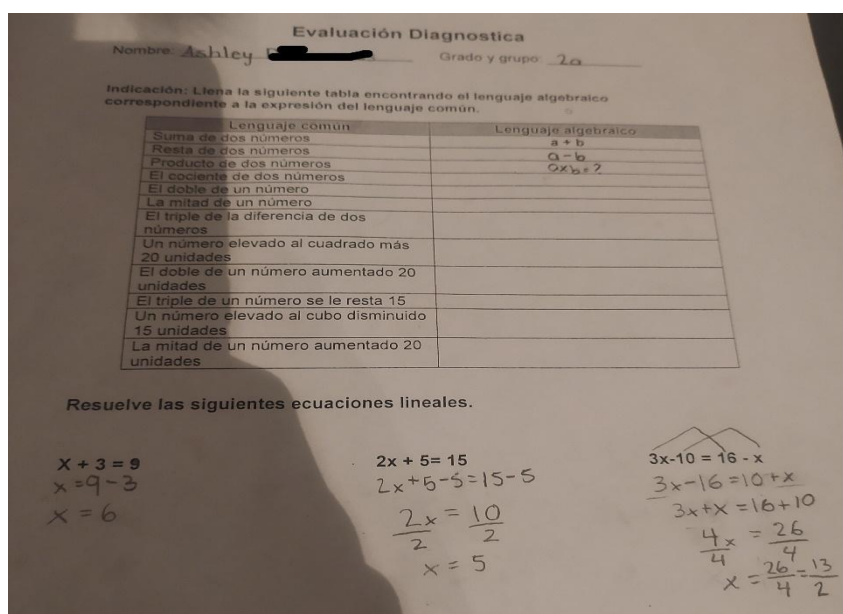 Evaluación Diagnostica
Nombre: Ashley
Grado y grupo 2a
Indicación: Llena la siguiente tabla encontrando el lenguaje algebraico
correspondiente a la expresión del lenguaje común.
Lenguaje común Lenguaje algebraico
Suma de dos números a + b
Resta de dos números a-b
Producto de dos números axb=?
El cociente de dos números
El doble de un número
La mitad de un número
El triple de la diferencia de dos
números
Un número elevado al cuadrado más
20 unidades
El doble de un número aumentado 20
unidades
El triple de un número se le resta 15
Un número elevado al cubo disminuido
15 unidades
La mitad de un número aumentado 20
unidades
Resuelve las siguientes ecuaciones lineales.
X + 3 = 9
x=9-3
x = 6
2x + 5= 15
2x+5-5=15-5
2x/2 = 10/2
x = 5
3x-10 = 16 - x
3x-16=10+x
3x+x=16+10
4x/4 = 26/4
x = 26/4 = 13/2